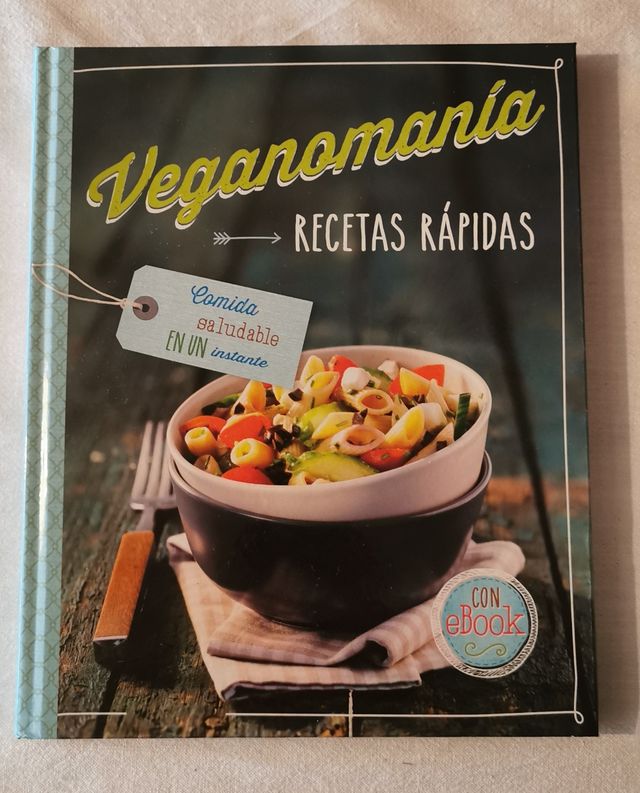 Veganomanía
RECETAS RÁPIDAS
Comida
saludable
EN UN instante
CON
eBook